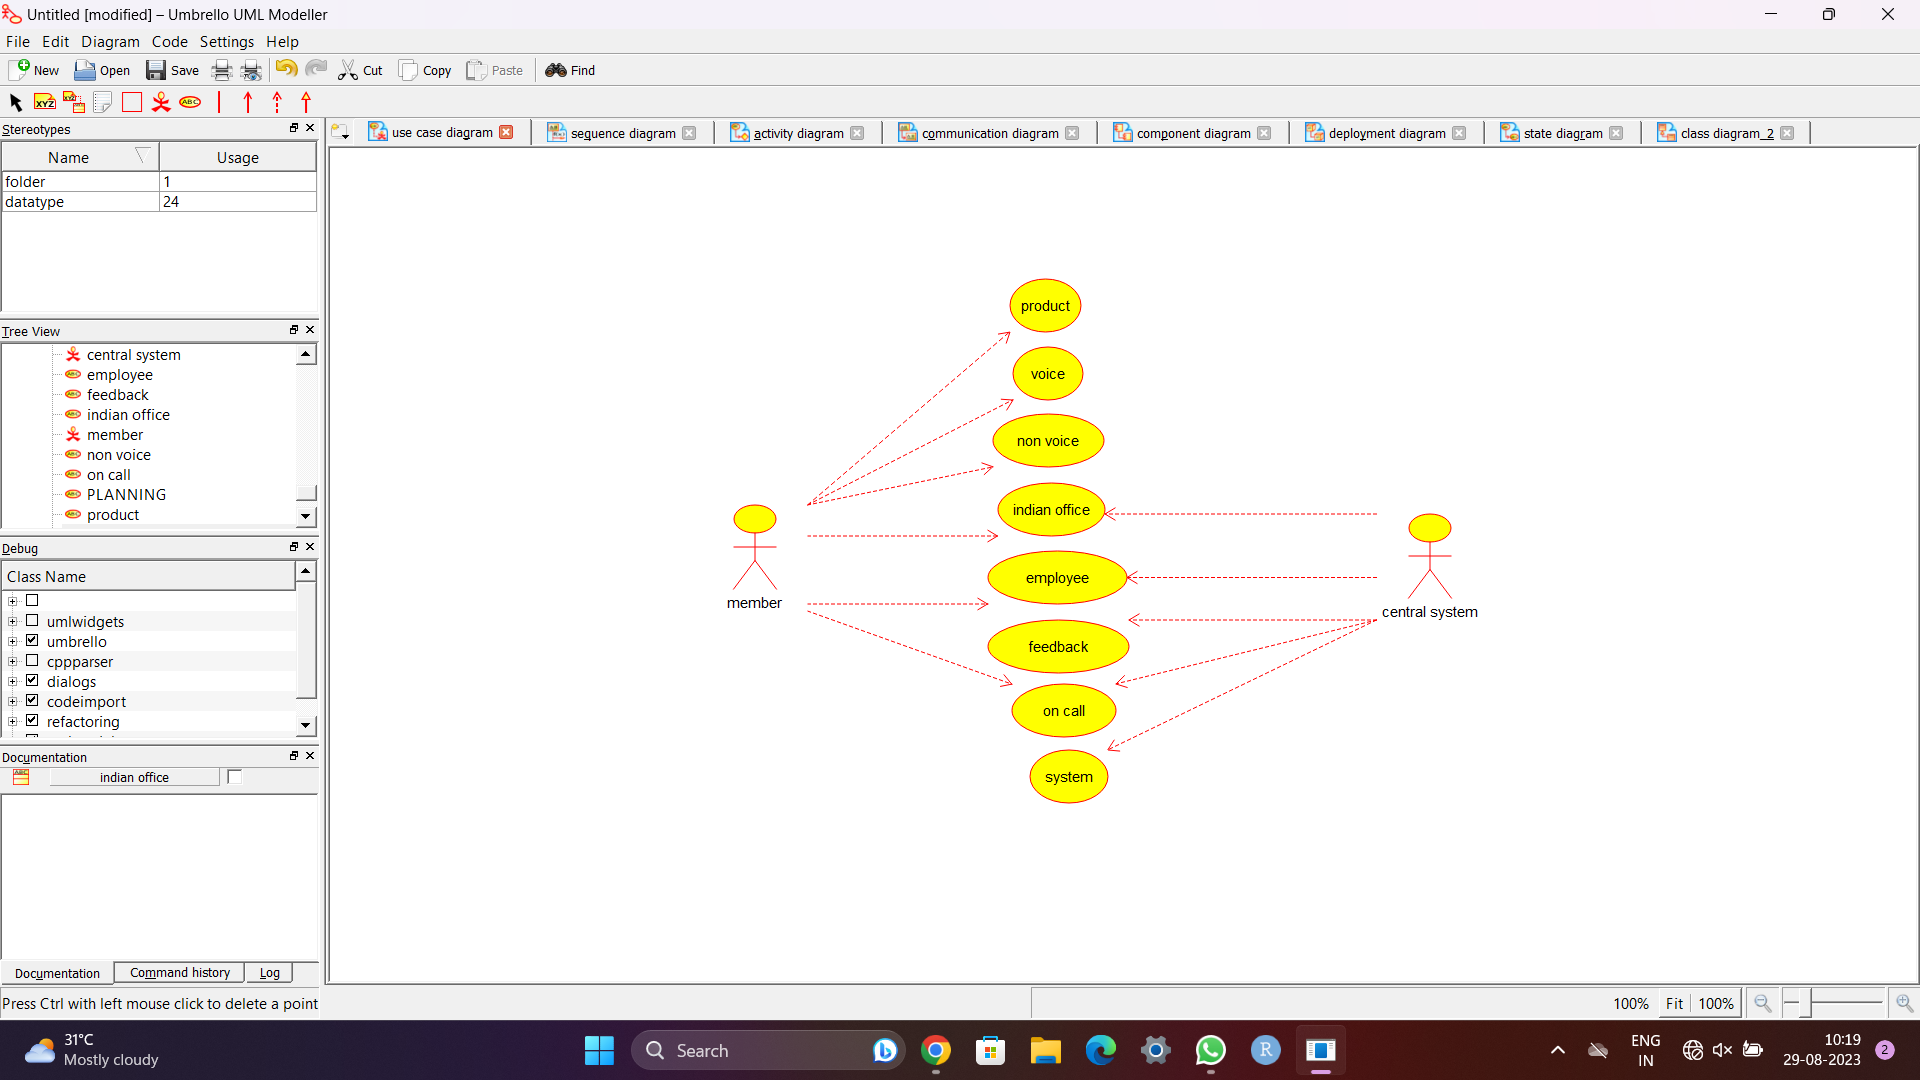 Untitled [modified] – Umbrello UML Modeller
File Edit Diagram Code Settings Help
New Open Save Cut Copy Paste Find
XYZ XYZ ABC
Stereotypes
Name Usage
folder 1
datatype 24
Tree View
central system
employee
feedback
indian office
member
non voice
on call
PLANNING
product
Debug
Class Name
umlwidgets
umbrello
cppparser
dialogs
codeimport
refactoring
Documentation
indian office
Documentation Command history Log
Press Ctrl with left mouse click to delete a point
use case diagram sequence diagram activity diagram communication diagram component diagram deployment diagram state diagram class diagram_2
product
voice
non voice
indian office
employee
feedback
on call
system
member
central system
100% Fit 100%
31°C
Mostly cloudy
Search
R
ENG
IN
10:19
29-08-2023
2